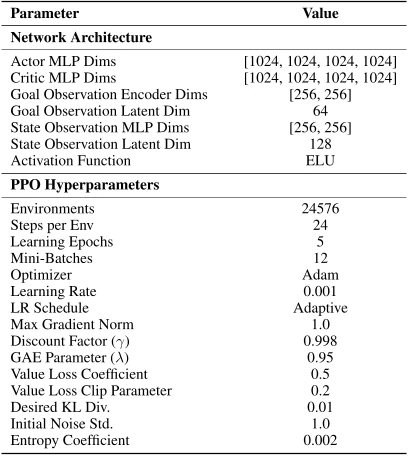 Parameter Value
Network Architecture
Actor MLP Dims [1024, 1024, 1024, 1024]
Critic MLP Dims [1024, 1024, 1024, 1024]
Goal Observation Encoder Dims [256, 256]
Goal Observation Latent Dim 64
State Observation MLP Dims [256, 256]
State Observation Latent Dim 128
Activation Function ELU
PPO Hyperparameters
Environments 24576
Steps per Env 24
Learning Epochs 5
Mini-Batches 12
Optimizer Adam
Learning Rate 0.001
LR Schedule Adaptive
Max Gradient Norm 1.0
Discount Factor (γ) 0.998
GAE Parameter (λ) 0.95
Value Loss Coefficient 0.5
Value Loss Clip Parameter 0.2
Desired KL Div. 0.01
Initial Noise Std. 1.0
Entropy Coefficient 0.002